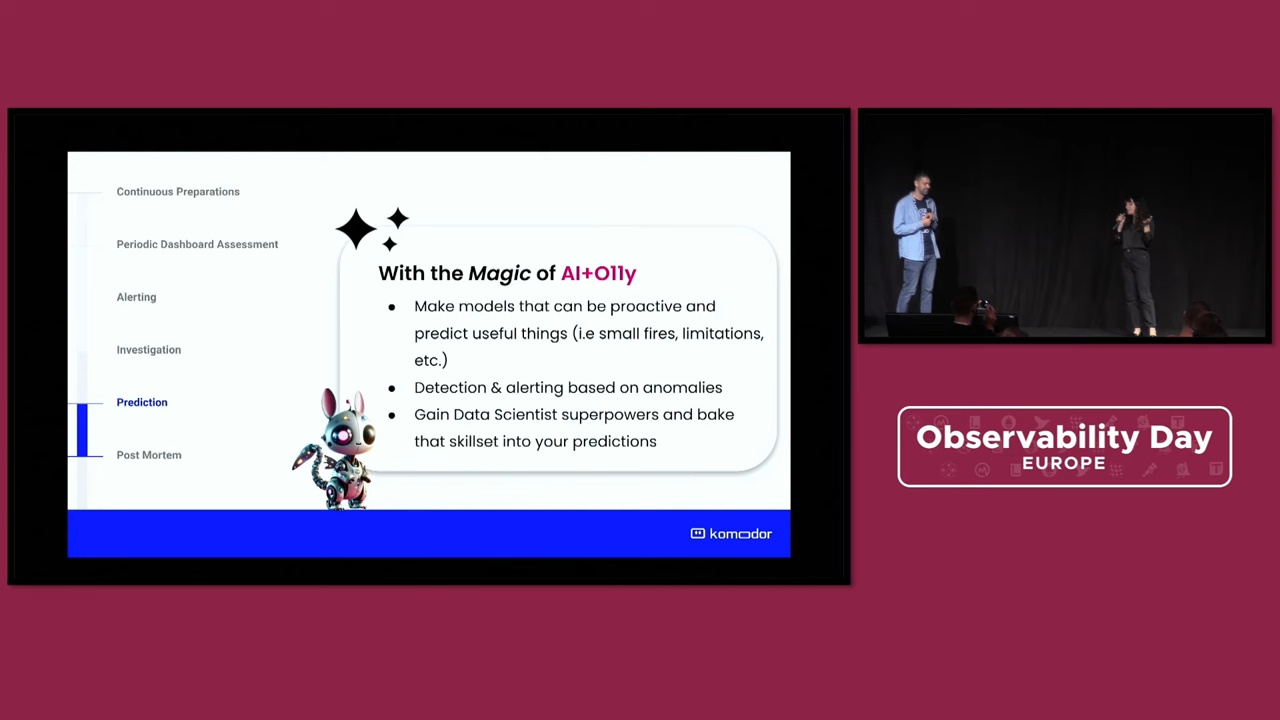 Continuous Preparations
Periodic Dashboard Assessment
Alerting
Investigation
Prediction
Post Mortem
With the Magic of AI+O11y
● Make models that can be proactive and
predict useful things (i.e small fires, limitations,
etc.)
● Detection & alerting based on anomalies
● Gain Data Scientist superpowers and bake
that skillset into your predictions
komodor
Observability Day
EUROPE